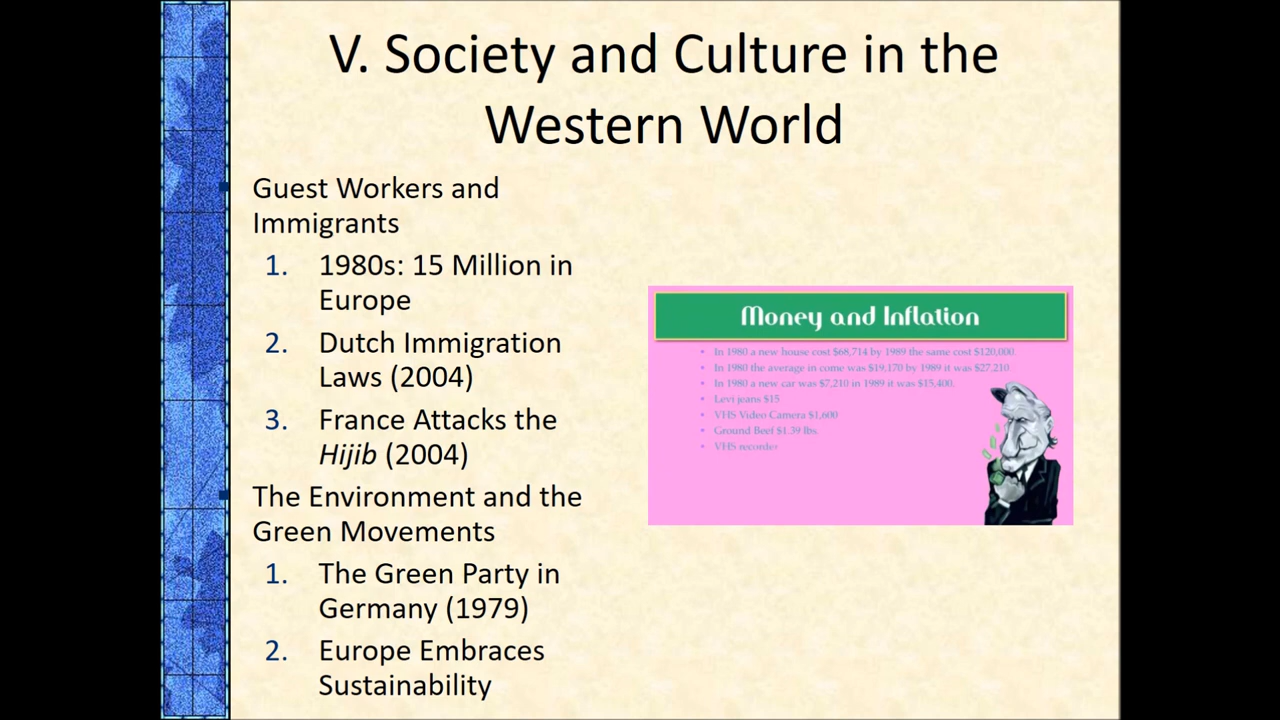 V. Society and Culture in the
Western World
Guest Workers and
Immigrants
1. 1980s: 15 Million in
Europe
2. Dutch Immigration
Laws (2004)
3. France Attacks the
Hijib (2004)
The Environment and the
Green Movements
1. The Green Party in
Germany (1979)
2. Europe Embraces
Sustainability
Money and Inflation
• In 1980 a new house cost $68,714 by 1989 the same cost $120,000.
• In 1980 the average in come was $19,170 by 1989 it was $27,210
• In 1980 a new car was $7,210 in 1989 it was $15,400.
• Levi jeans $15
• VHS Video Camera $1,600
• Ground Beef $1.39 lbs.
• VHS recorder